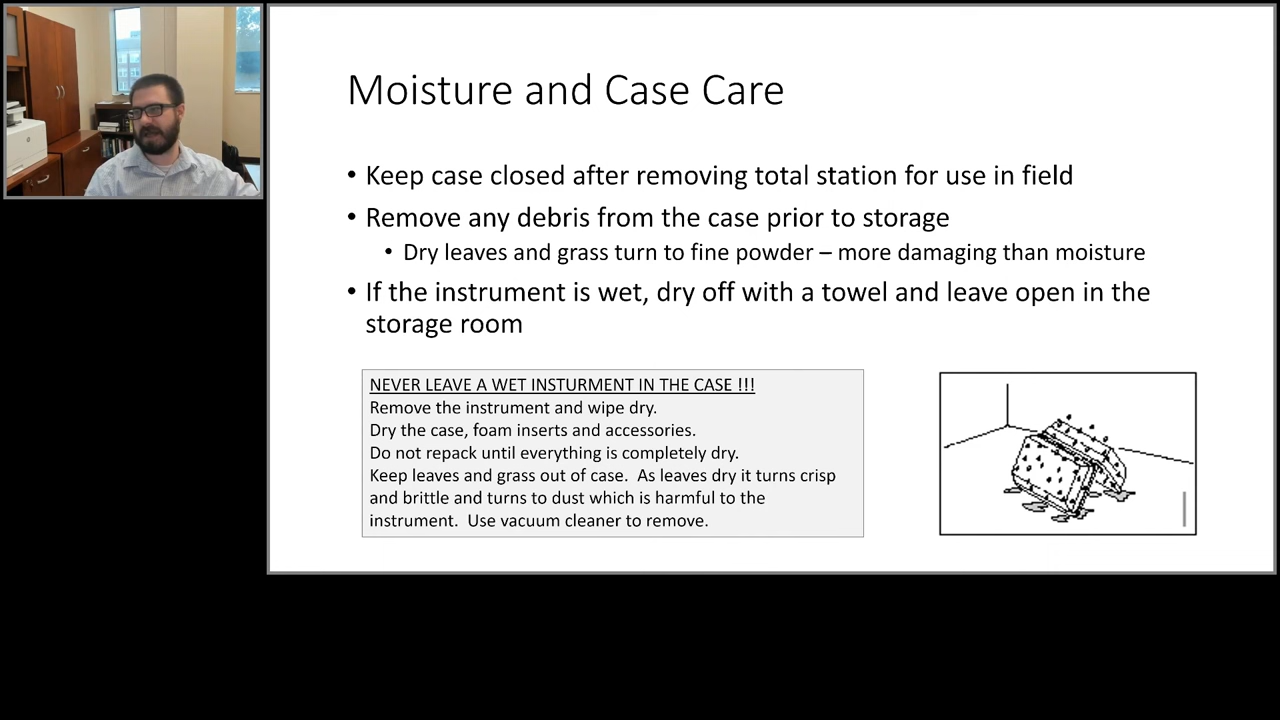 Moisture and Case Care
• Keep case closed after removing total station for use in field
• Remove any debris from the case prior to storage
• Dry leaves and grass turn to fine powder – more damaging than moisture
• If the instrument is wet, dry off with a towel and leave open in the
storage room
NEVER LEAVE A WET INSTURMENT IN THE CASE !!!
Remove the instrument and wipe dry.
Dry the case, foam inserts and accessories.
Do not repack until everything is completely dry.
Keep leaves and grass out of case.  As leaves dry it turns crisp
and brittle and turns to dust which is harmful to the
instrument.  Use vacuum cleaner to remove.